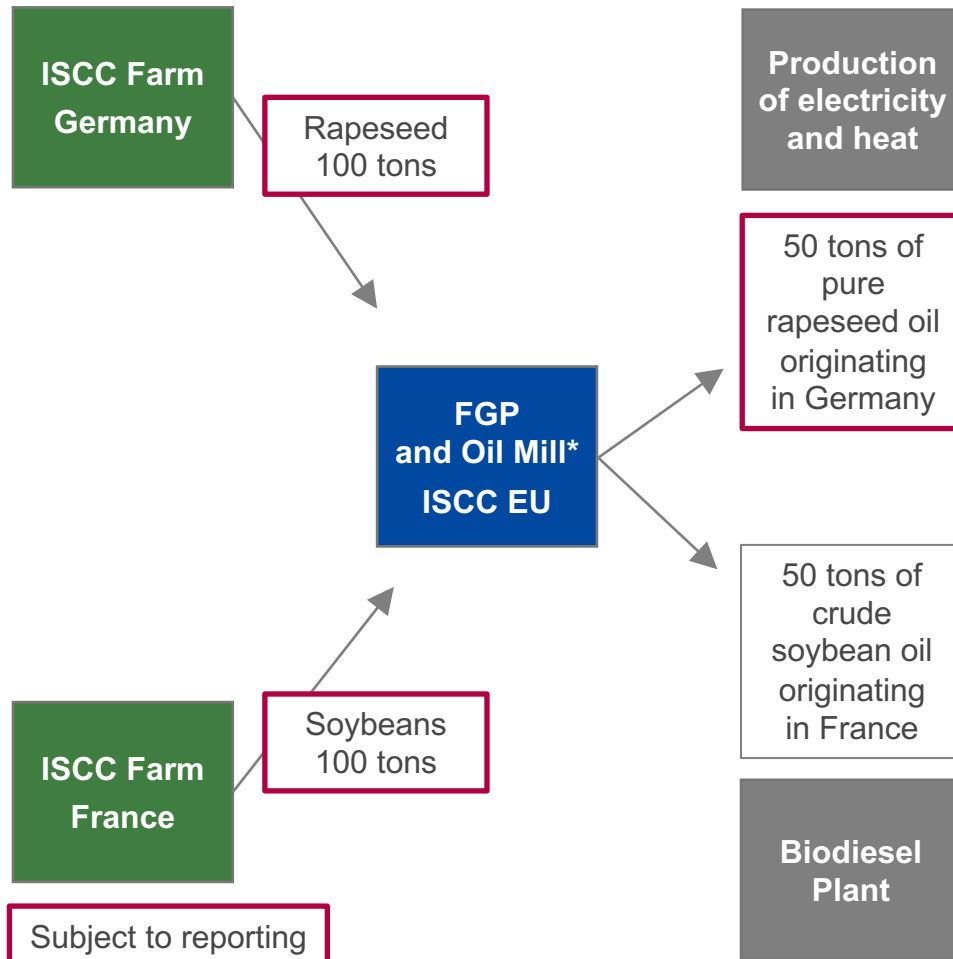 ISCC Farm
Germany
Rapeseed
100 tons
Production
of electricity
and heat
50 tons of
pure
rapeseed oil
originating
in Germany
FGP
and Oil Mill*
ISCC EU
50 tons of
crude
soybean oil
originating
in France
Soybeans
100 tons
ISCC Farm
France
Biodiesel
Plant
Subject to reporting